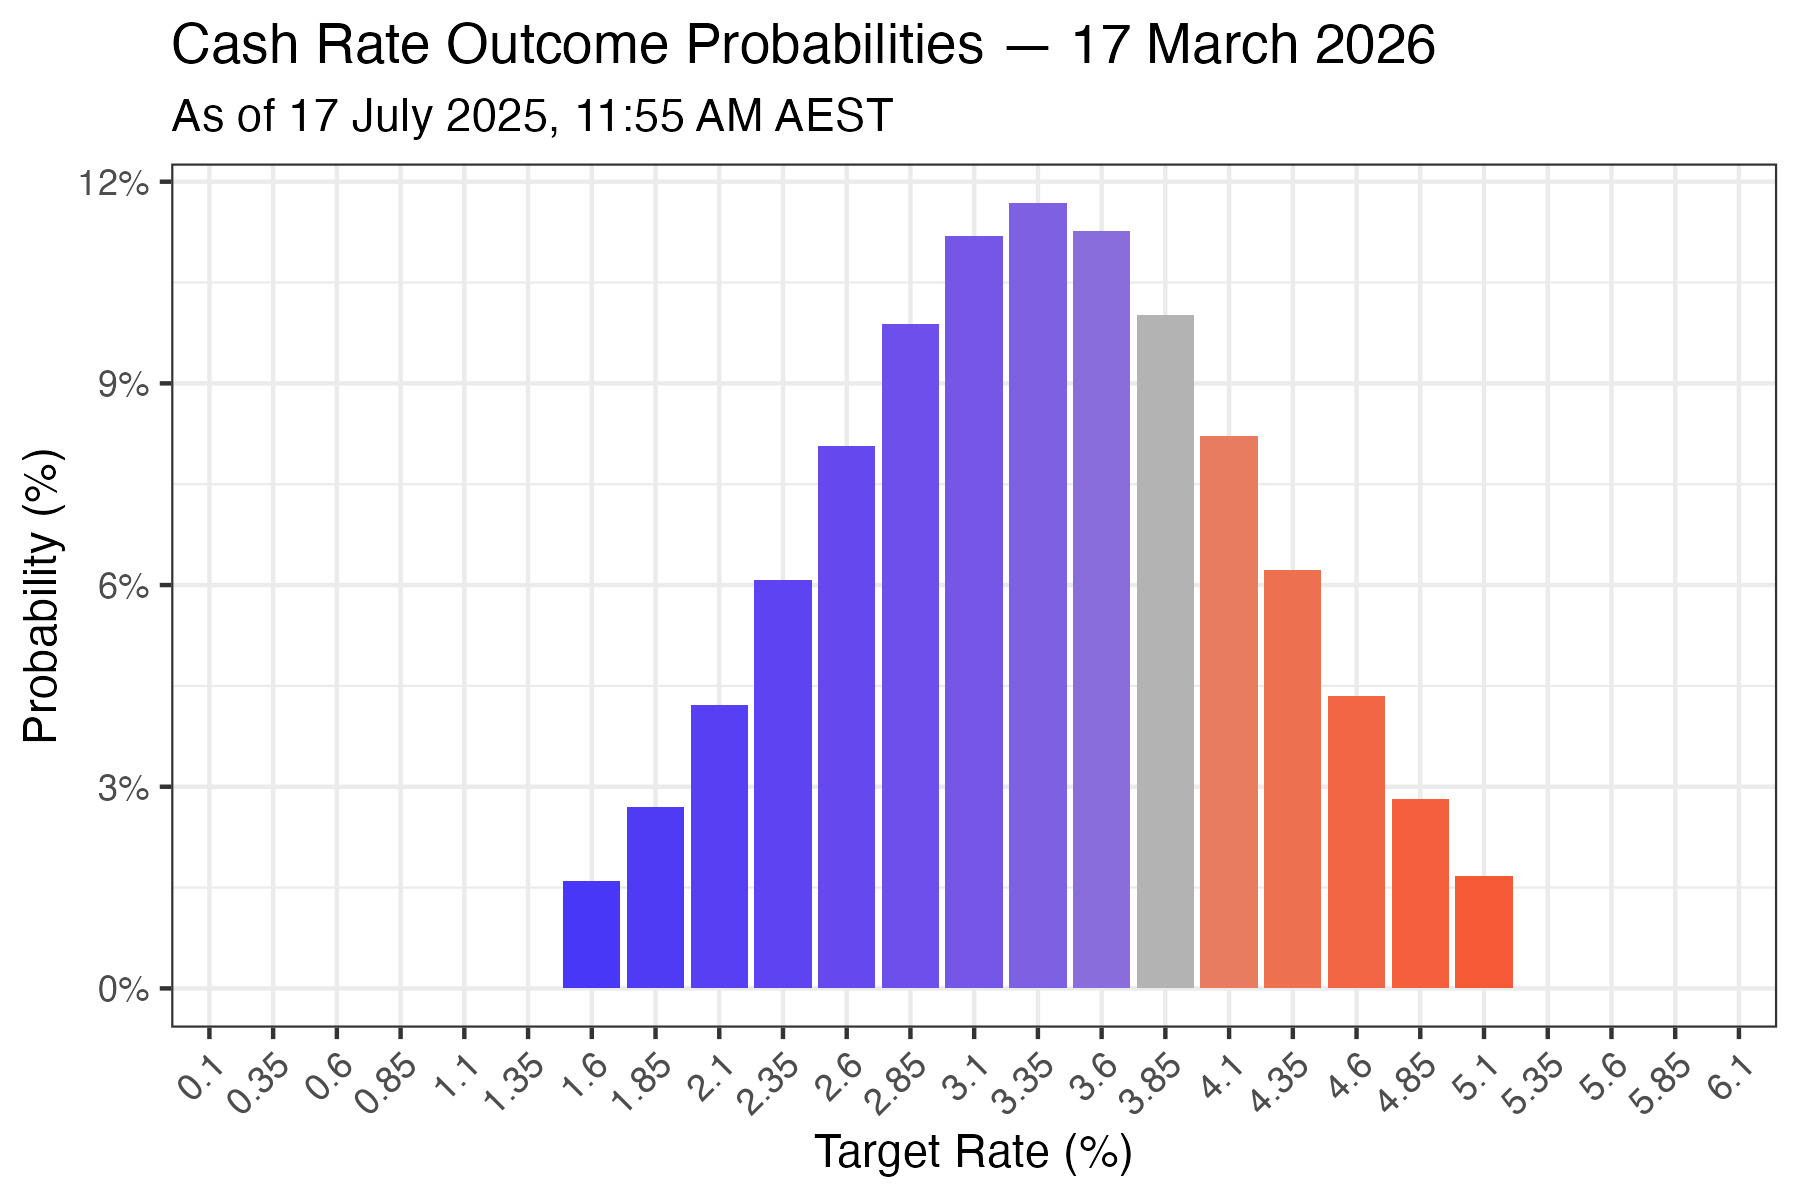 Cash Rate Outcome Probabilities — 17 March 2026
As of 17 July 2025, 11:55 AM AEST
12%
9%
6%
3%
0%
Probability (%)
0.1 0.35 0.6 0.85 1.1 1.35 1.6 1.85 2.1 2.35 2.6 2.85 3.1 3.35 3.6 3.85 4.1 4.35 4.6 4.85 5.1 5.35 5.6 5.85 6.1
Target Rate (%)